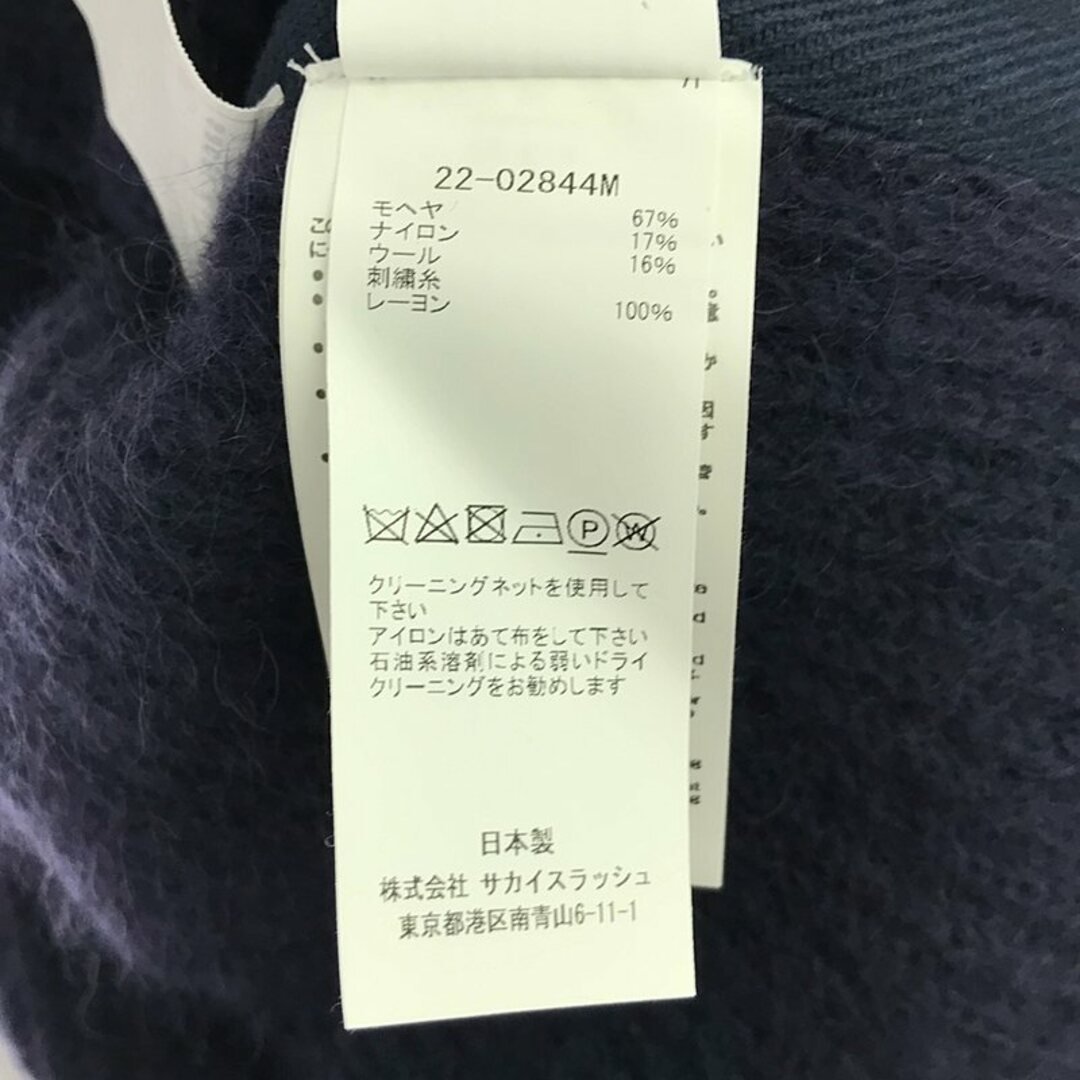 22-02844M
モヘヤ 67%
ナイロン 17%
ウール 16%
刺繍糸
レーヨン 100%
P W
クリーニングネットを使用して
下さい
アイロンはあて布をして下さい
石油系溶剤による弱いドライ
クリーニングをお勧めします
日本製
株式会社 サカイスラッシュ
東京都港区南青山6-11-1